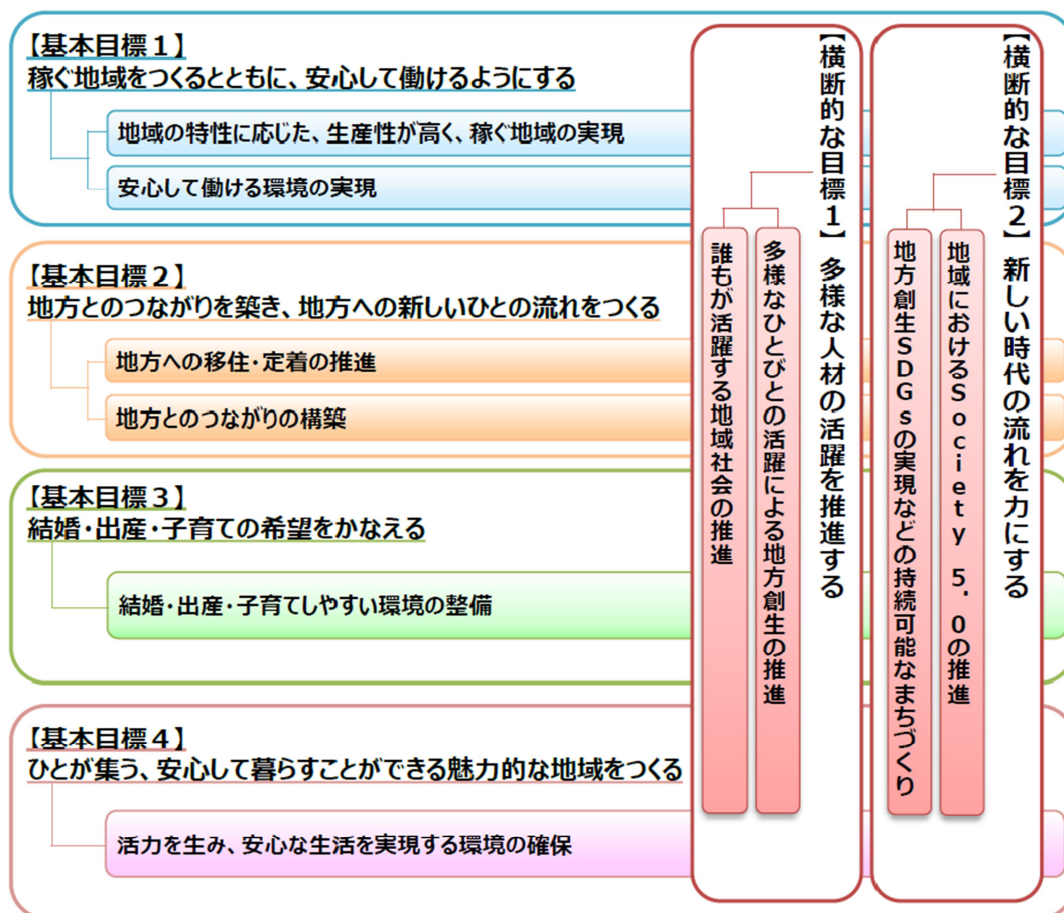 【基本目標１】
稼ぐ地域をつくるとともに、安心して働けるようにする
地域の特性に応じた、生産性が高く、稼ぐ地域の実現
安心して働ける環境の実現
【基本目標２】
地方とのつながりを築き、地方への新しいひとの流れをつくる
地方への移住・定着の推進
地方とのつながりの構築
【基本目標３】
結婚・出産・子育ての希望をかなえる
結婚・出産・子育てしやすい環境の整備
【基本目標４】
ひとが集う、安心して暮らすことができる魅力的な地域をつくる
活力を生み、安心な生活を実現する環境の確保
【横断的な目標１】多様な人材の活躍を推進する
多様なひとびとの活躍による地方創生の推進
誰もが活躍する地域社会の推進
【横断的な目標２】新しい時代の流れを力にする
地域におけるSociety 5.0の推進
地方創生SDGsの実現などの持続可能なまちづくり